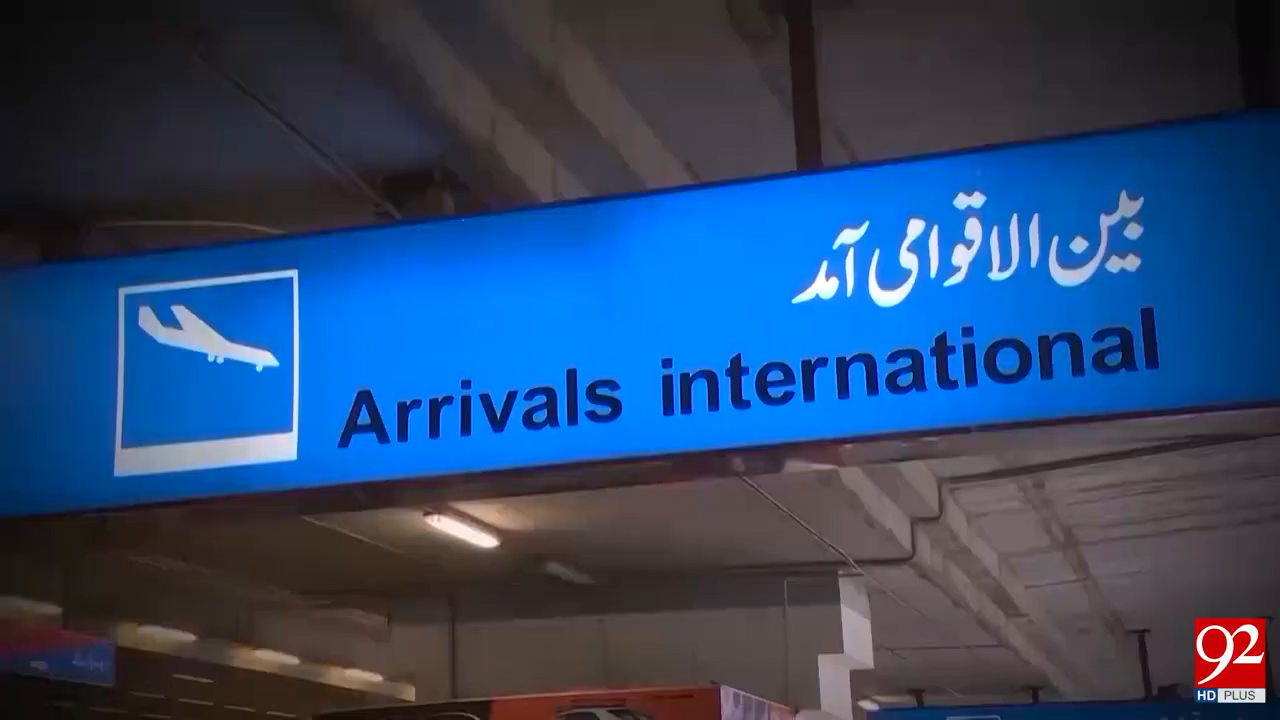 بین الاقوامی آمد
Arrivals international
92
HD PLUS